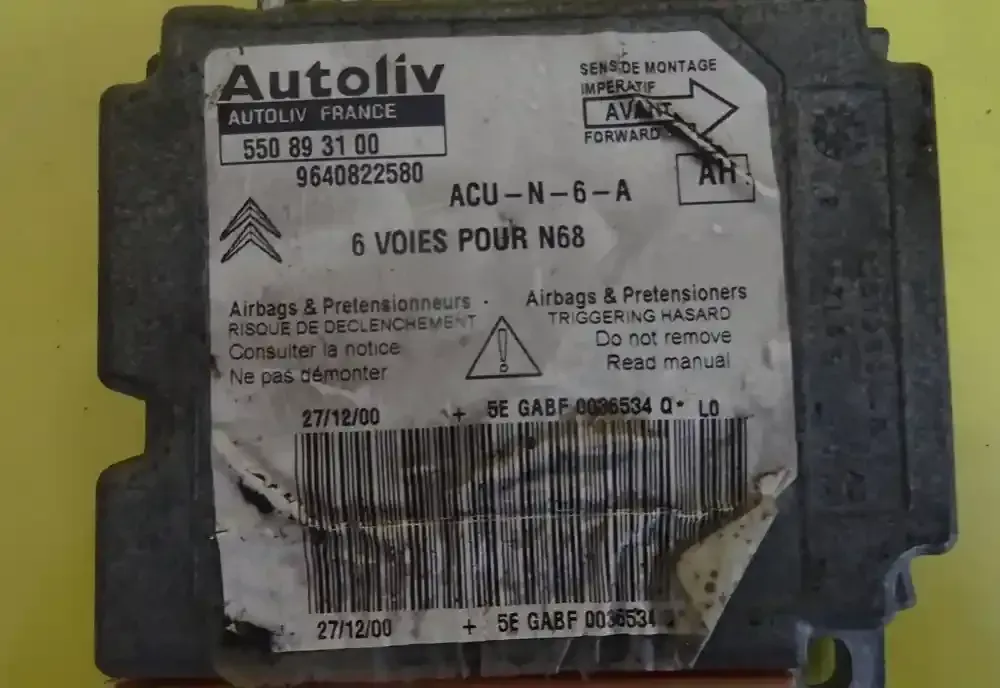 Autoliv
AUTOLIV FRANCE
550 89 31 00
9640822580
SENS DE MONTAGE
IMPERATIF
AVANT
FORWARD
AH
ACU-N-6-A
6 VOIES POUR N68
Airbags & Pretensionneurs
RISQUE DE DECLENCHEMENT
Consulter la notice
Ne pas démonter
Airbags & Pretensioners
TRIGGERING HASARD
Do not remove
Read manual
27/12/00 + 5E GABF 0036534 Q* L0
27/12/00 + 5E GABF 0036534